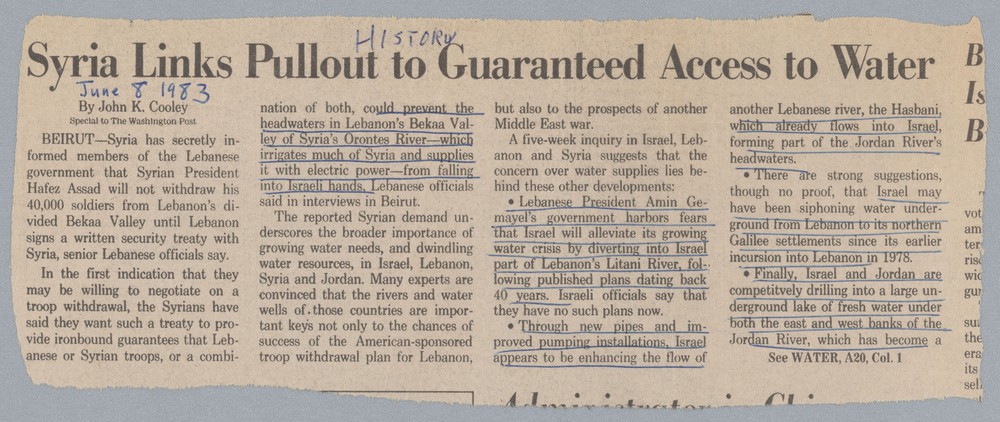 HISTORY
Syria Links Pullout to Guaranteed Access to Water
June 8 1983
By John K. Cooley
Special to The Washington Post
BEIRUT—Syria has secretly in-
formed members of the Lebanese
government that Syrian President
Hafez Assad will not withdraw his
40,000 soldiers from Lebanon's di-
vided Bekaa Valley until Lebanon
signs a written security treaty with
Syria, senior Lebanese officials say.
In the first indication that they
may be willing to negotiate on a
troop withdrawal, the Syrians have
said they want such a treaty to pro-
vide ironbound guarantees that Leb-
anese or Syrian troops, or a combi-
nation of both, could prevent the
headwaters in Lebanon's Bekaa Val-
ley of Syria's Orontes River—which
irrigates much of Syria and supplies
it with electric power—from falling
into Israeli hands, Lebanese officials
said in interviews in Beirut.
The reported Syrian demand un-
derscores the broader importance of
growing water needs, and dwindling
water resources, in Israel, Lebanon,
Syria and Jordan. Many experts are
convinced that the rivers and water
wells of those countries are impor-
tant keys not only to the chances of
success of the American-sponsored
troop withdrawal plan for Lebanon,
but also to the prospects of another
Middle East war.
A five-week inquiry in Israel, Leb-
anon and Syria suggests that the
concern over water supplies lies be-
hind these other developments:
• Lebanese President Amin Ge-
mayel's government harbors fears
that Israel will alleviate its growing
water crisis by diverting into Israel
part of Lebanon's Litani River, fol-
lowing published plans dating back
40 years. Israeli officials say that
they have no such plans now.
• Through new pipes and im-
proved pumping installations, Israel
appears to be enhancing the flow of
another Lebanese river, the Hasbani,
which already flows into Israel,
forming part of the Jordan River's
headwaters.
• There are strong suggestions,
though no proof, that Israel may
have been siphoning water under-
ground from Lebanon to its northern
Galilee settlements since its earlier
incursion into Lebanon in 1978.
• Finally, Israel and Jordan are
competitvely drilling into a large un-
derground lake of fresh water under
both the east and west banks of the
Jordan River, which has become a
See WATER, A20, Col. 1
B
Is
B
vot
am
ter
ris
wid
gu
su
the
era
its
sel